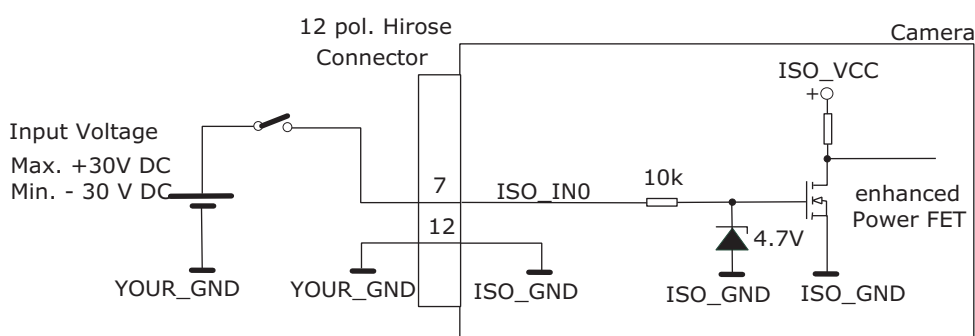 12 pol. Hirose
Connector
Camera
ISO_VCC
+
Input Voltage
Max. +30V DC
Min. - 30 V DC
7
ISO_IN0
10k
enhanced
Power FET
12
4.7V
YOUR_GND
YOUR_GND
ISO_GND
ISO_GND
ISO_GND